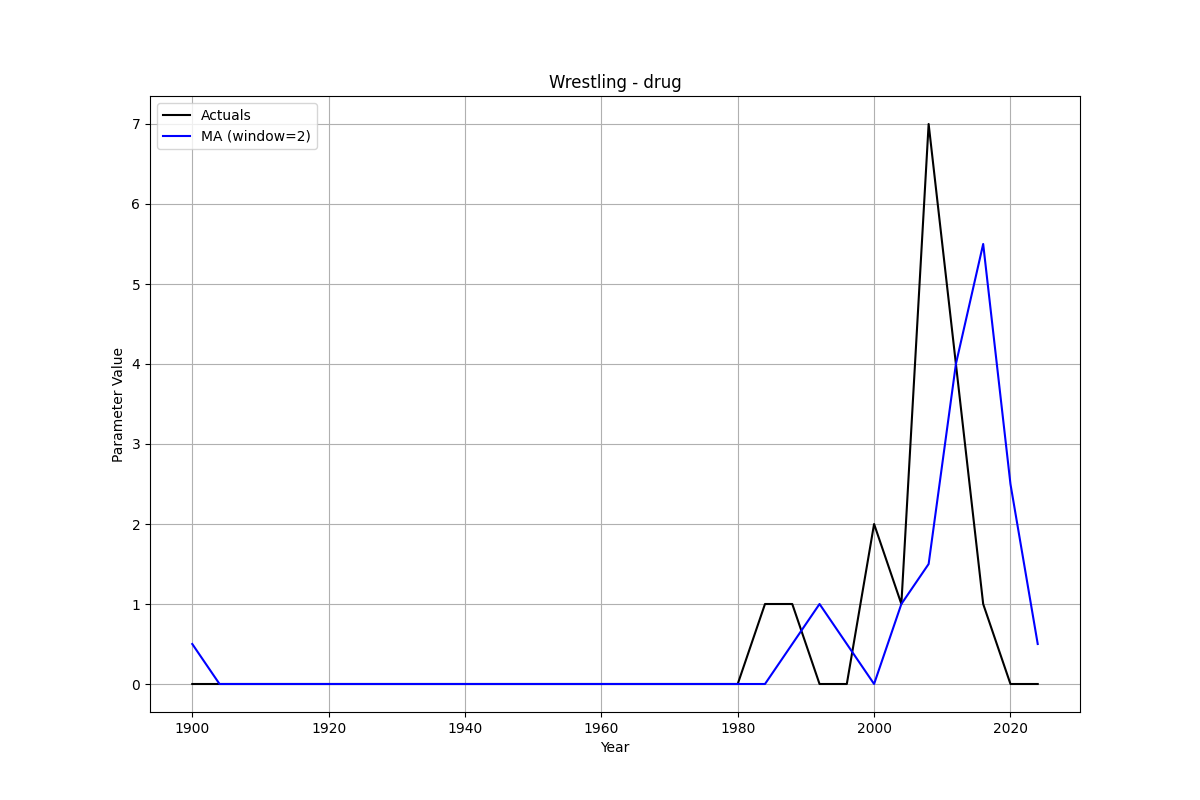 Wrestling - drug
Actuals
MA (window=2)
7
6
5
4
3
2
1
0
Parameter Value
1900 1920 1940 1960 1980 2000 2020
Year